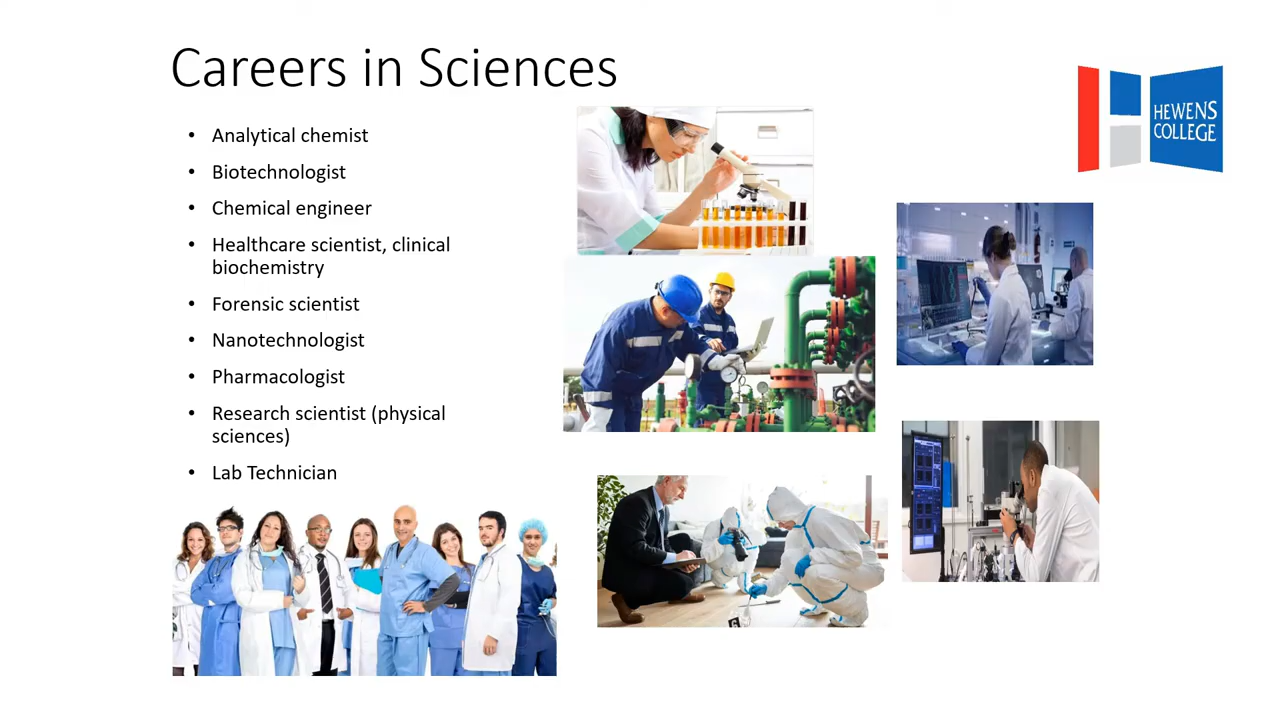 Careers in Sciences
HEWENS
COLLEGE
• Analytical chemist
• Biotechnologist
• Chemical engineer
• Healthcare scientist, clinical
biochemistry
• Forensic scientist
• Nanotechnologist
• Pharmacologist
• Research scientist (physical
sciences)
• Lab Technician
6